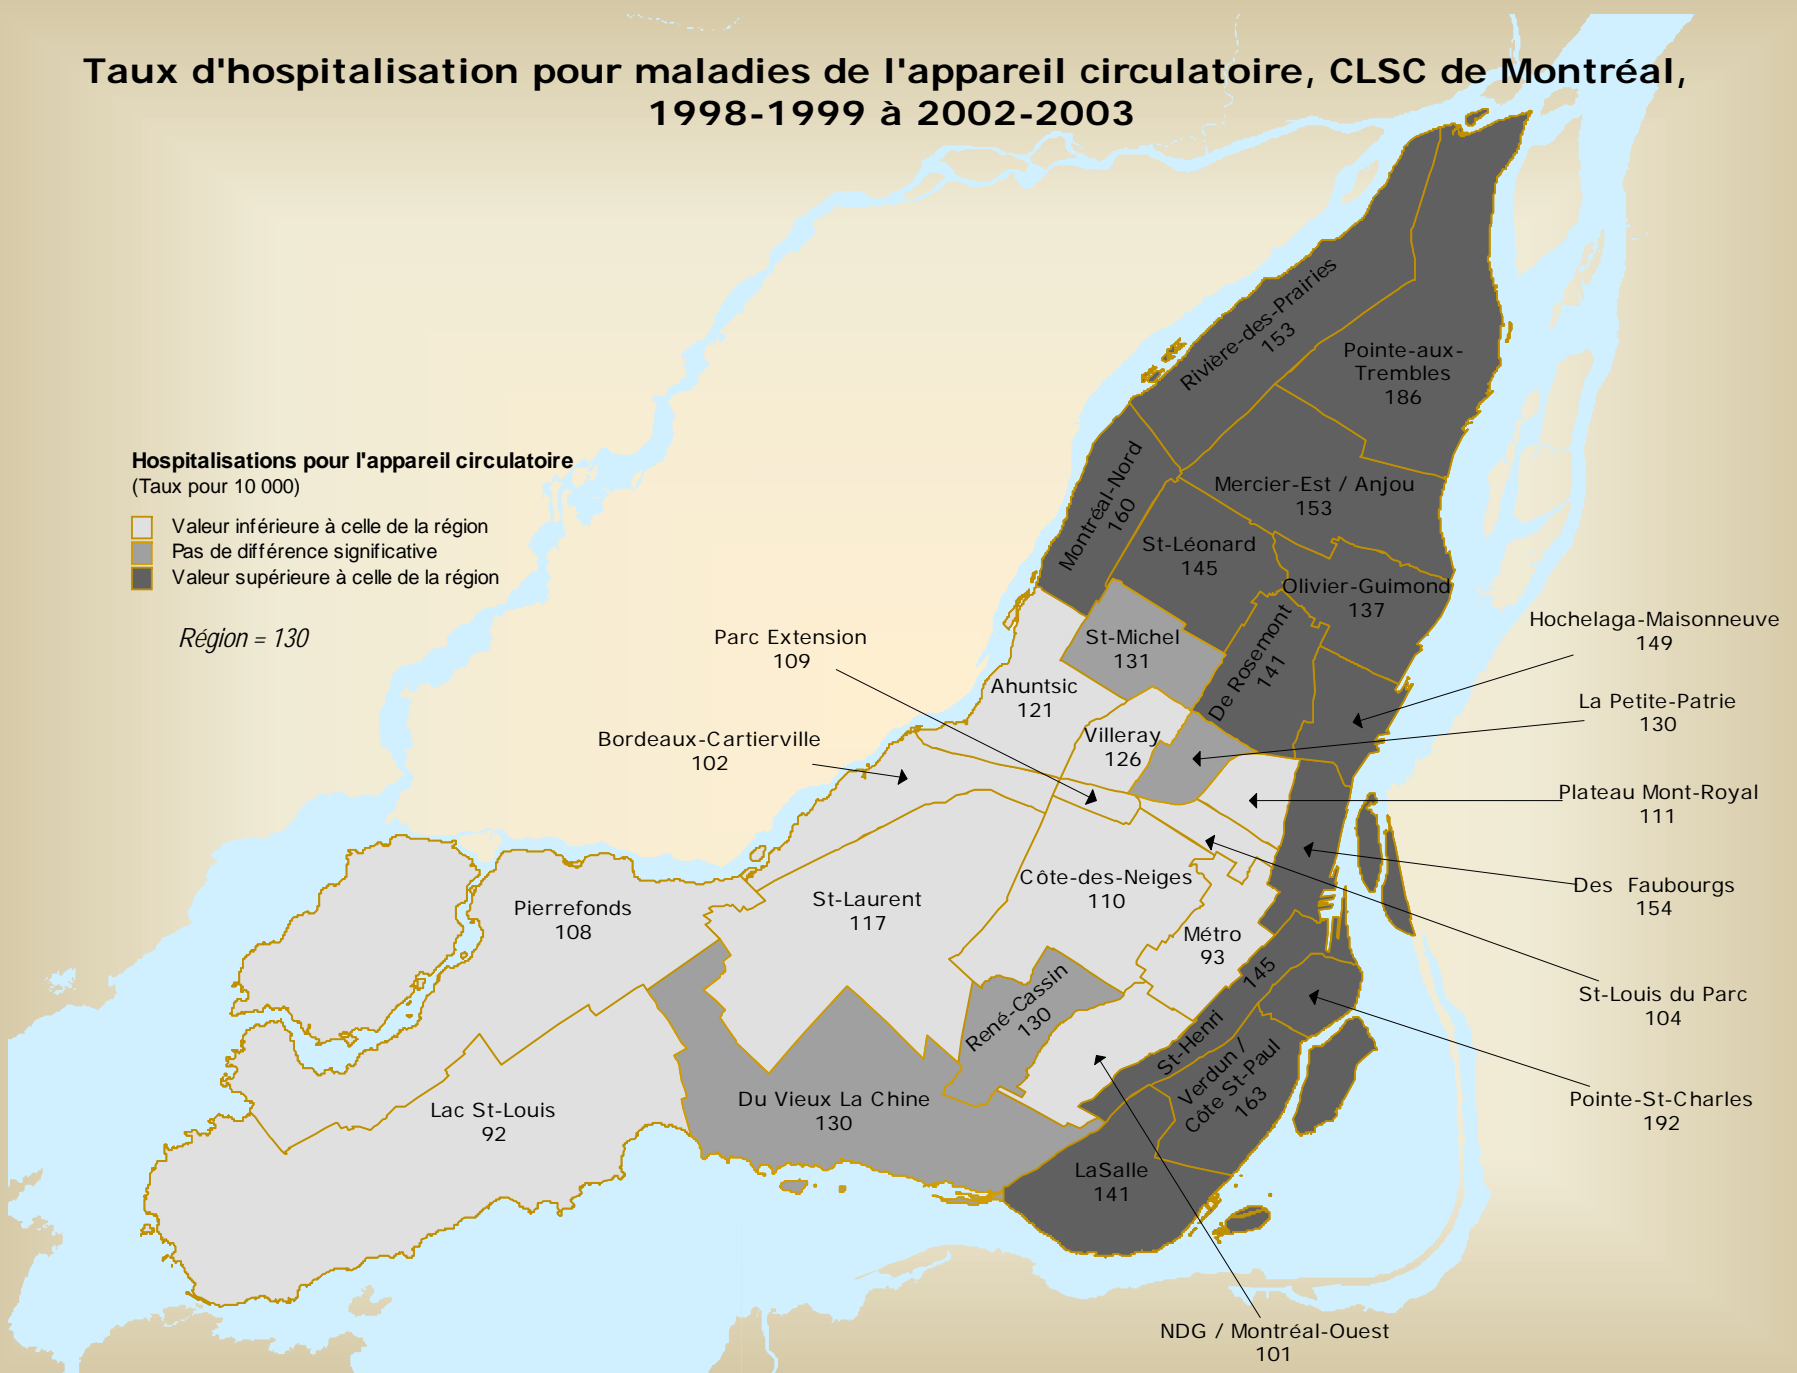 Taux d'hospitalisation pour maladies de l'appareil circulatoire, CLSC de Montréal,
1998-1999 à 2002-2003
Hospitalisations pour l'appareil circulatoire
(Taux pour 10 000)
Valeur inférieure à celle de la région
Pas de différence significative
Valeur supérieure à celle de la région
Région = 130
Rivière-des-Prairies
153
Pointe-aux-
Trembles
186
Montréal-Nord
160
Mercier-Est / Anjou
153
St-Léonard
145
Olivier-Guimond
137
Hochelaga-Maisonneuve
149
De Rosemont
141
St-Michel
131
Parc Extension
109
Ahuntsic
121
La Petite-Patrie
130
Bordeaux-Cartierville
102
Villeray
126
Plateau Mont-Royal
111
Côte-des-Neiges
110
Des Faubourgs
154
St-Laurent
117
Pierrefonds
108
Métro
93
St-Louis du Parc
104
René-Cassin
130
St-Henri
145
Verdun /
Côte St-Paul
163
Pointe-St-Charles
192
Lac St-Louis
92
Du Vieux La Chine
130
LaSalle
141
NDG / Montréal-Ouest
101